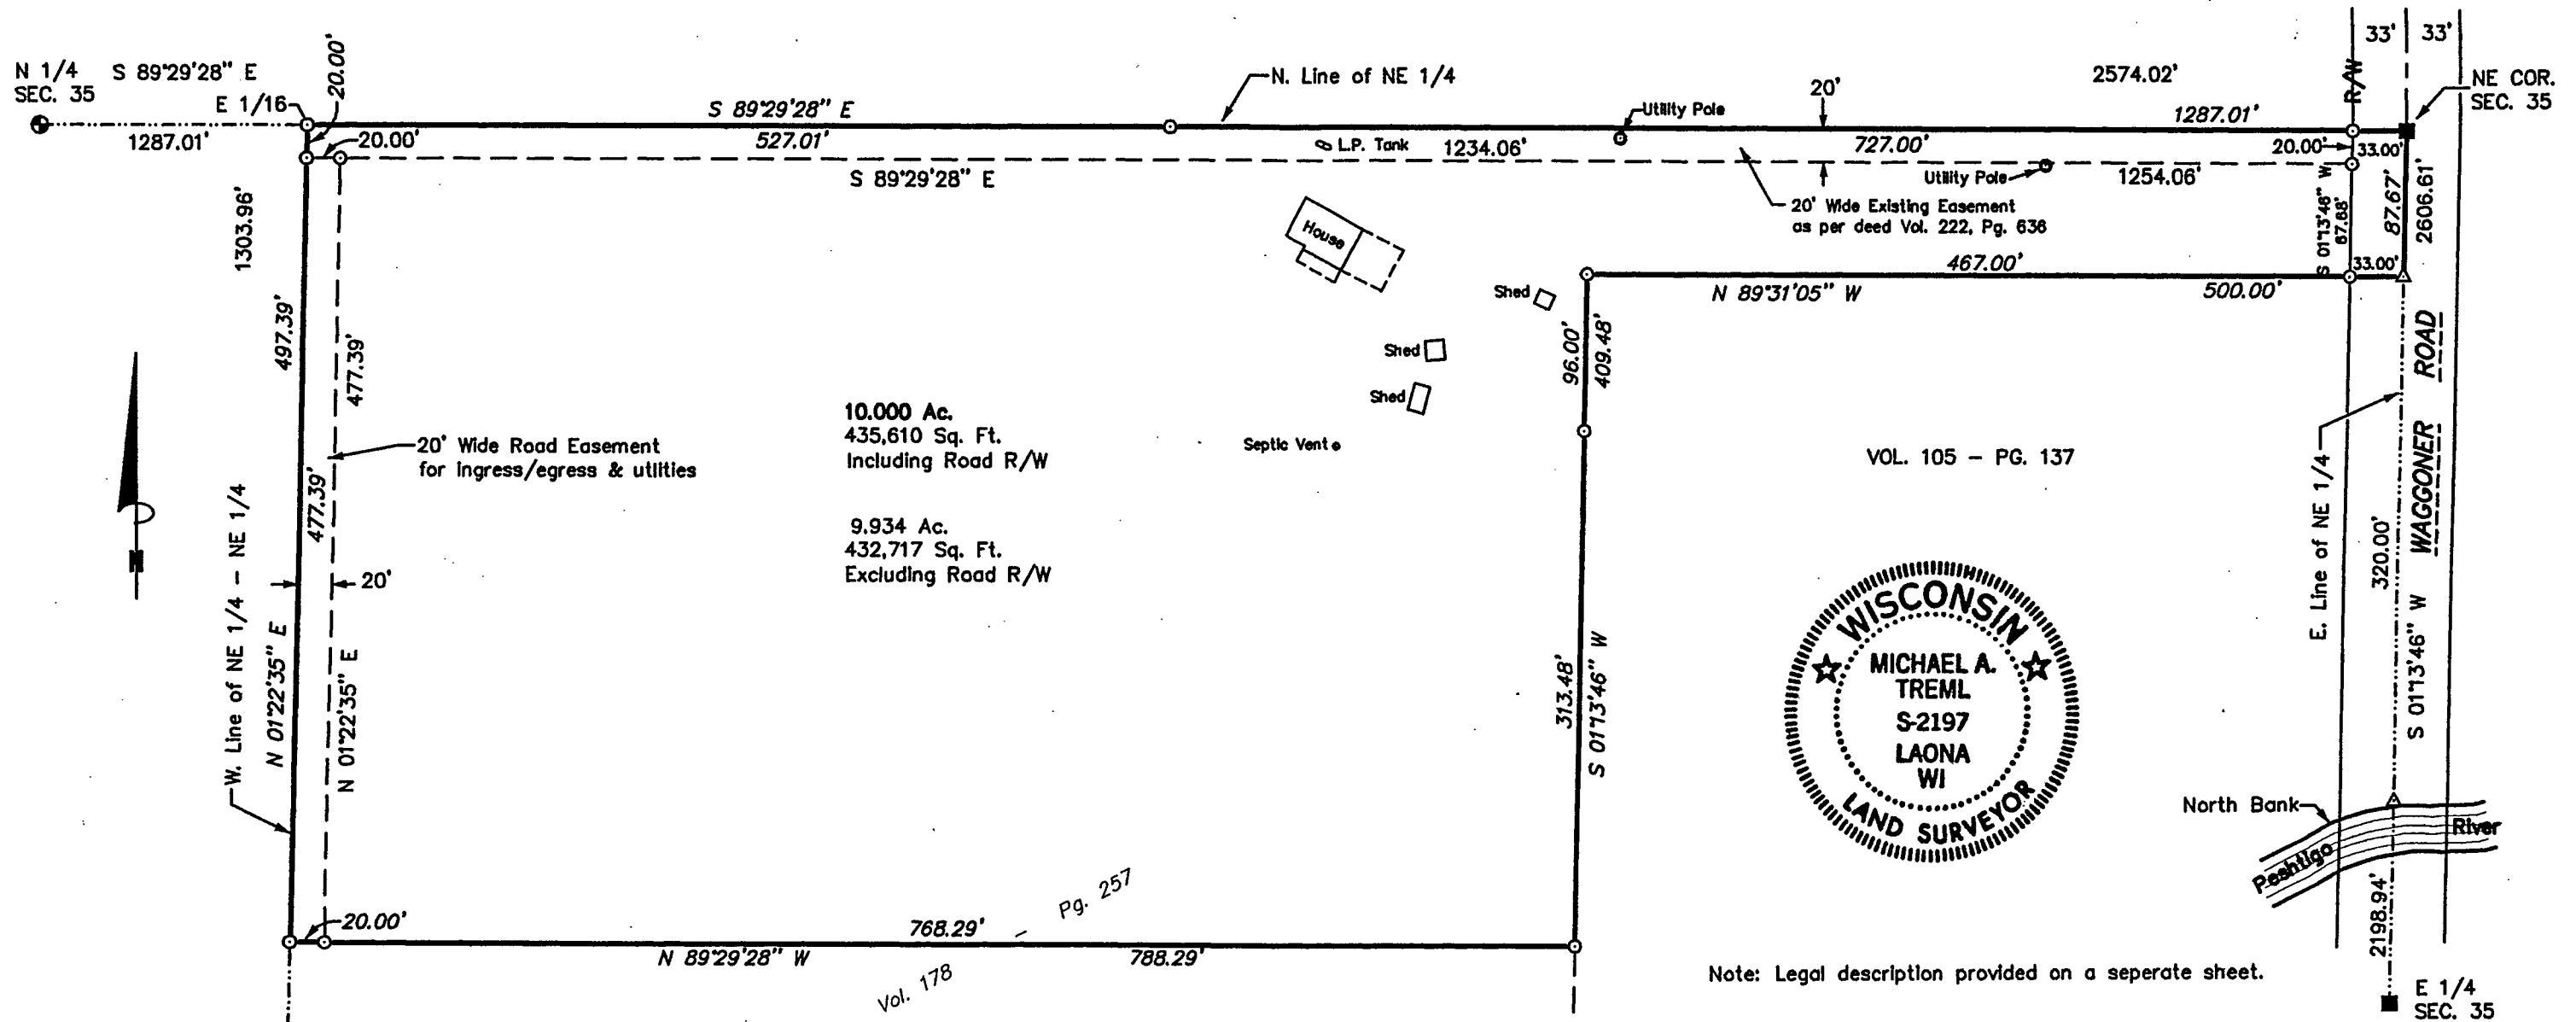 N 1/4
SEC. 35
S 89°29'28" E
1287.01'
E 1/16
20.00'
20.00'
S 89°29'28" E
527.01'
S 89°29'28" E
N. Line of NE 1/4
L.P. Tank
1234.06'
Utility Pole
20'
727.00'
2574.02'
1287.01'
33'
33'
R/W
NE COR.
SEC. 35
20.00'
33.00'
Utility Pole
1254.06'
20' Wide Existing Easement
as per deed Vol. 222, Pg. 636
S 01°13'46" W
67.68'
87.67'
2606.61'
467.00'
33.00'
N 89°31'05" W
500.00'
1303.96'
497.39'
477.39'
477.39'
20' Wide Road Easement
for ingress/egress & utilities
20'
W. Line of NE 1/4 - NE 1/4
N 01°22'35" E
N 01°22'35" E
House
Shed
Shed
Shed
Septic Vent
10.000 Ac.
435,610 Sq. Ft.
Including Road R/W
9.934 Ac.
432,717 Sq. Ft.
Excluding Road R/W
96.00'
409.48'
313.48'
S 01°13'46" W
VOL. 105 - PG. 137
E. Line of NE 1/4
320.00'
WAGGONER ROAD
S 01°13'46" W
WISCONSIN
MICHAEL A.
TREML
S-2197
LAONA
WI
LAND SURVEYOR
North Bank
Peshtigo River
2198.94'
E 1/4
SEC. 35
N
20.00'
768.29'
N 89°29'28" W
788.29'
Vol. 178 - Pg. 257
Note: Legal description provided on a seperate sheet.